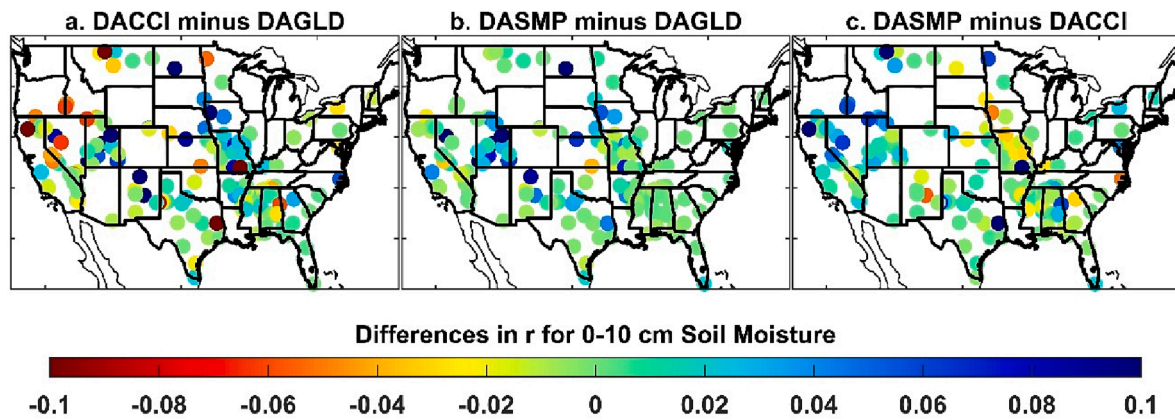 a. DACCI minus DAGLD b. DASMP minus DAGLD c. DASMP minus DACCI
Differences in r for 0-10 cm Soil Moisture
-0.1 -0.08 -0.06 -0.04 -0.02 0 0.02 0.04 0.06 0.08 0.1